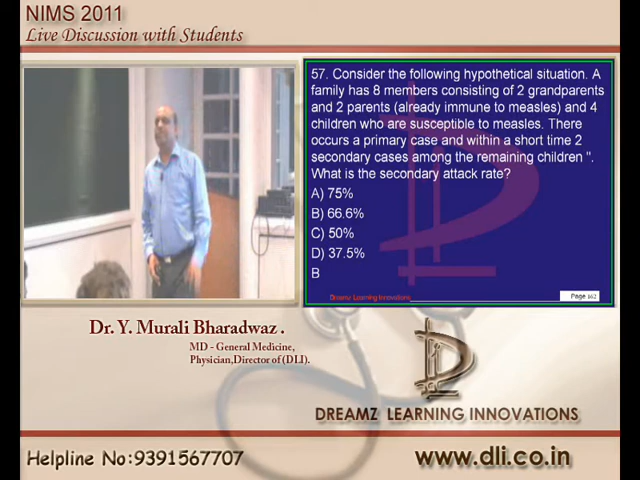 NIMS 2011
Live Discussion with Students
57. Consider the following hypothetical situation. A
family has 8 members consisting of 2 grandparents
and 2 parents (already immune to measles) and 4
children who are susceptible to measles. There
occurs a primary case and within a short time 2
secondary cases among the remaining children ".
What is the secondary attack rate?
A) 75%
B) 66.6%
C) 50%
D) 37.5%
B
Dreamz Learning Innovations
Page 162
Dr. Y. Murali Bharadwaz .
MD - General Medicine,
Physician,Director of (DLI).
DREAMZ LEARNING INNOVATIONS
Helpline No:9391567707
www.dli.co.in